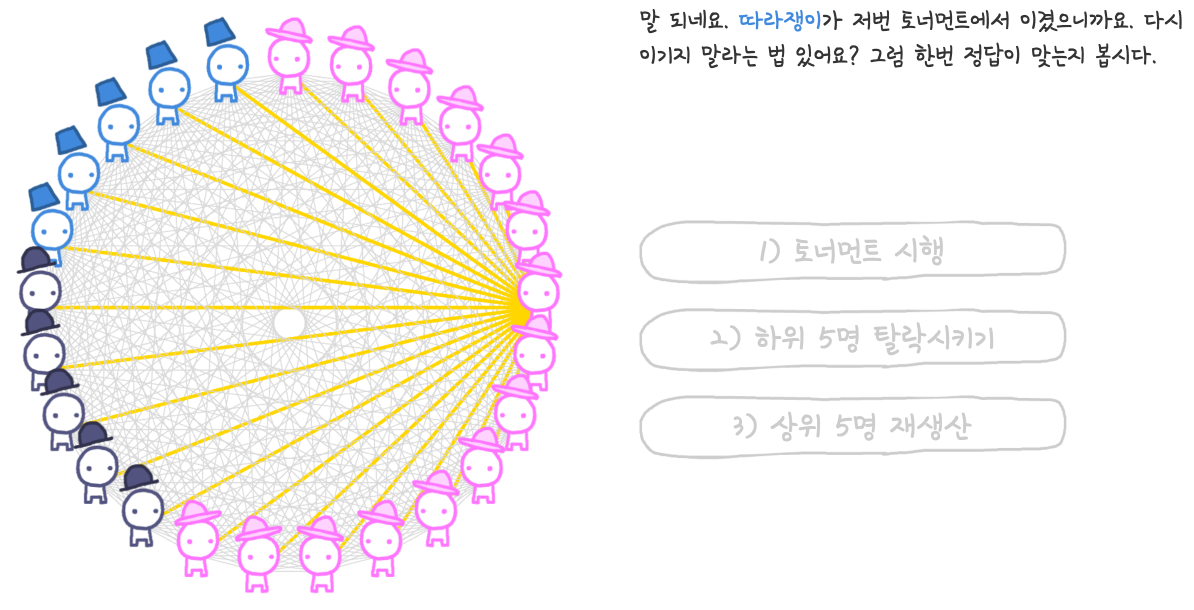 말 되네요. 따라쟁이가 저번 토너먼트에서 이겼으니까요. 다시
이기지 말라는 법 있어요? 그럼 한번 정답이 맞는지 봅시다.
1) 토너먼트 시행
2) 하위 5명 탈락시키기
3) 상위 5명 재생산